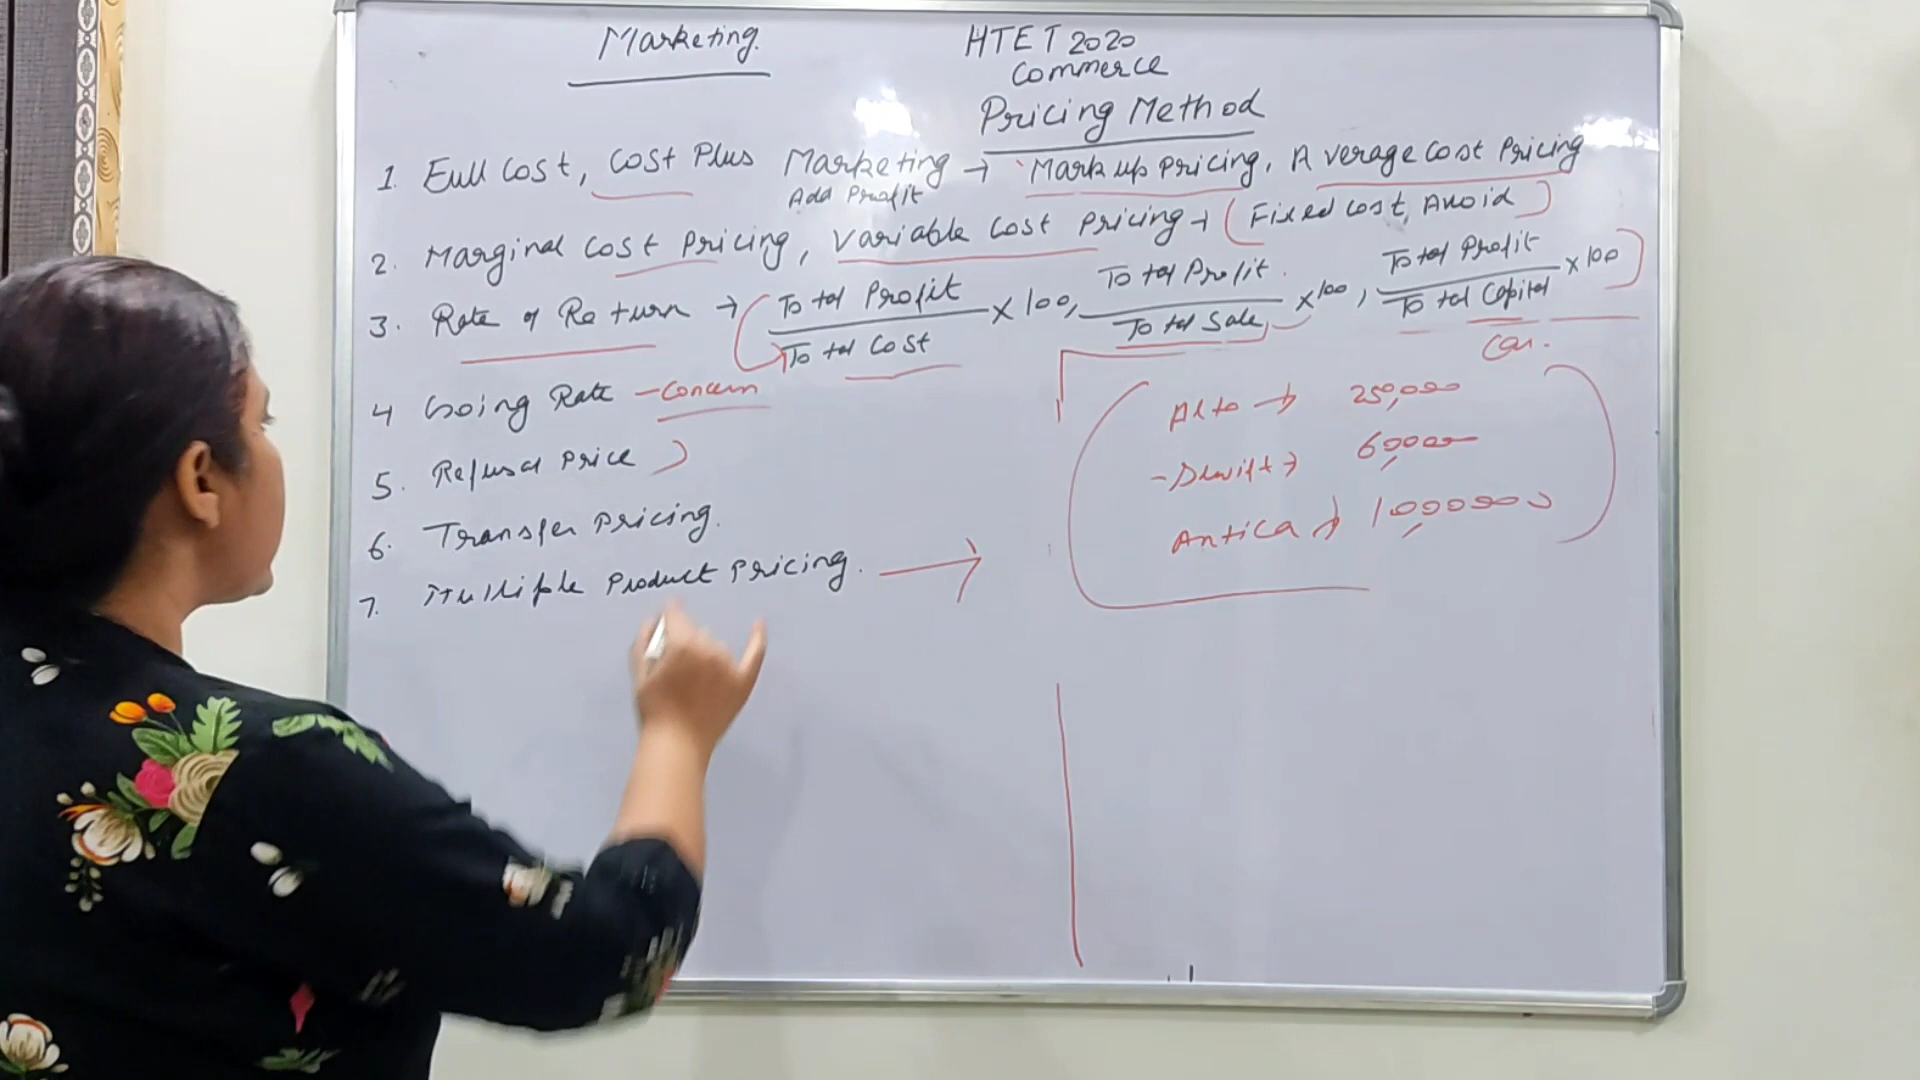 Marketing.
HTET 2020
Commerce
Pricing Method
1. Full Cost, Cost Plus Marketing → Mark up Pricing, Average Cost Pricing
Add Profit
2. Marginal Cost Pricing, Variable Cost Pricing → (Fixed Cost, Avoid)
3. Rate of Return → Total Profit / Total Cost × 100, Total Profit / Total Sale × 100, Total Profit / Total Capital × 100
Car.
4 Going Rate - Concern
5. Refusal Price
6. Transfer Pricing.
7. Multiple Product Pricing. →
Alto → 250,000
- Swift → 60000
Antica → 1000000